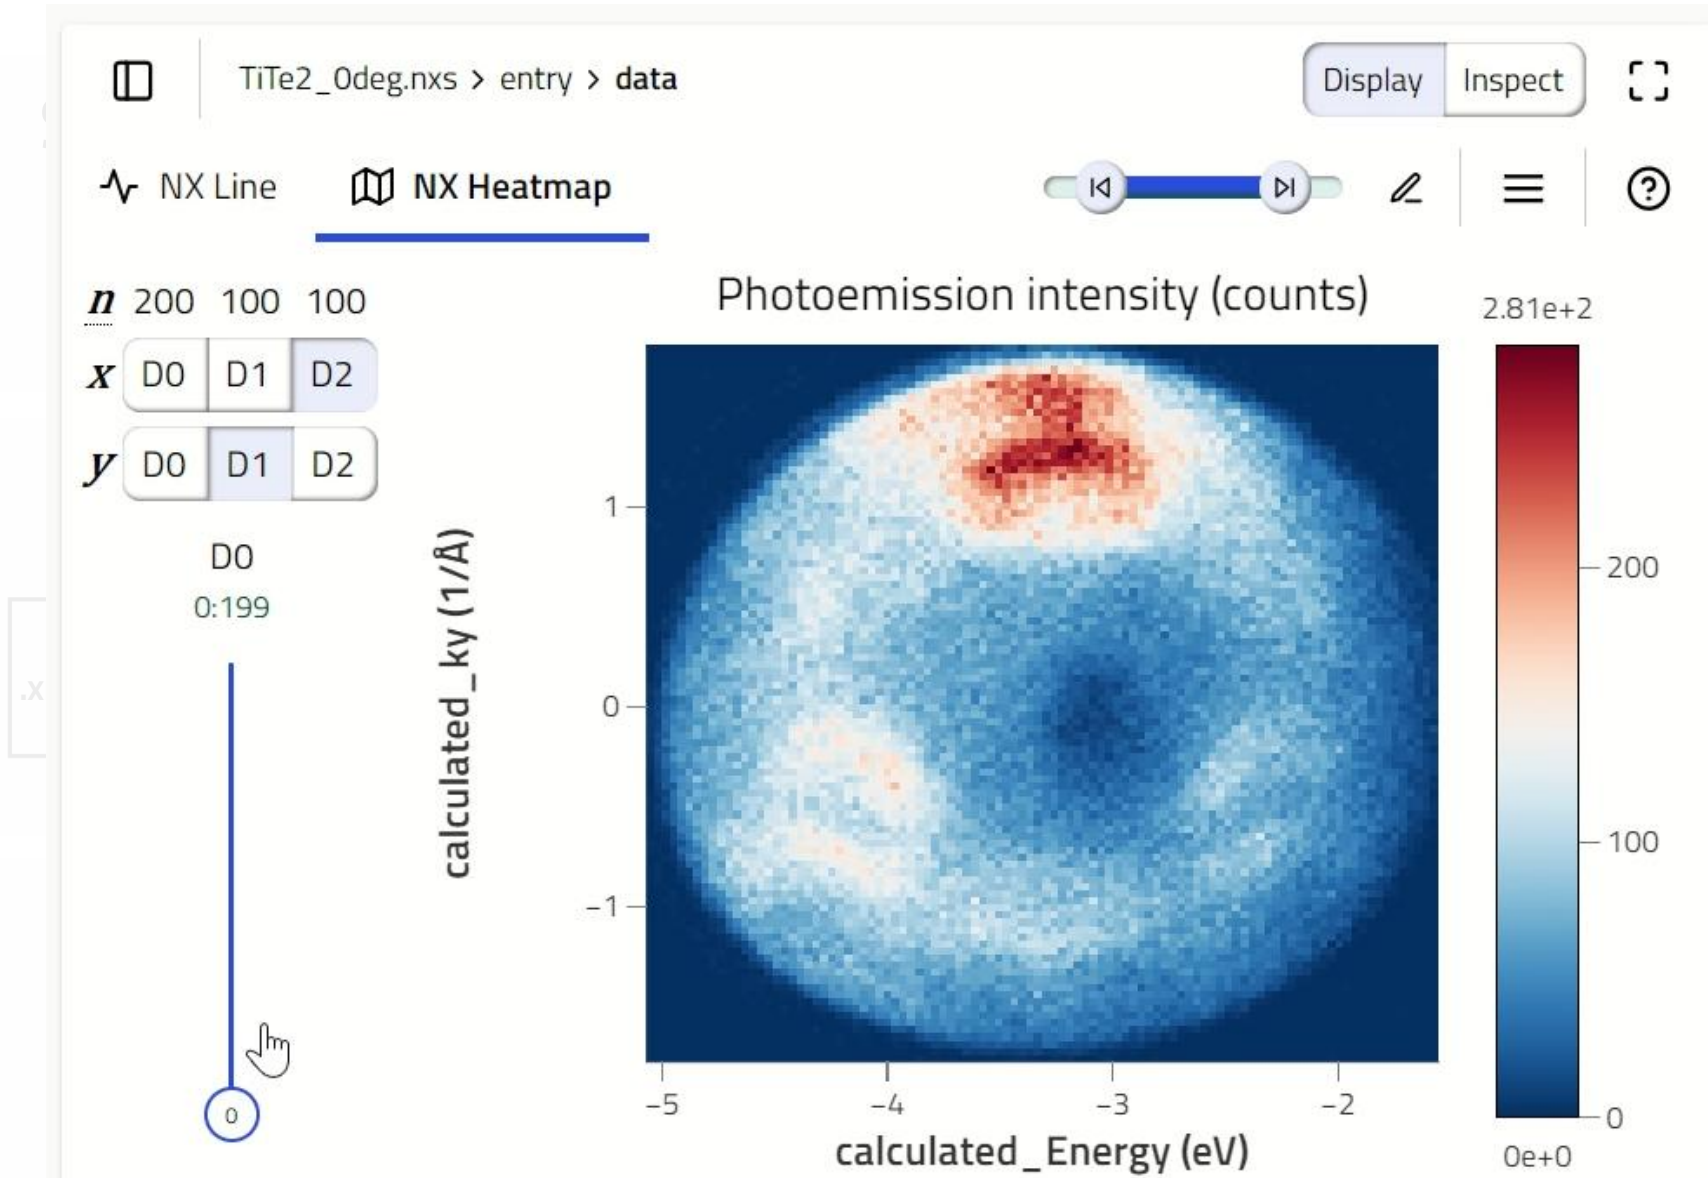 TiTe2_0deg.nxs > entry > data
Display Inspect
NX Line NX Heatmap
n 200 100 100
x D0 D1 D2
y D0 D1 D2
D0
0:199
0
Photoemission intensity (counts)
2.81e+2
200
100
0
0e+0
calculated_ky (1/Å)
1
0
−1
−5 −4 −3 −2
calculated_Energy (eV)
.x